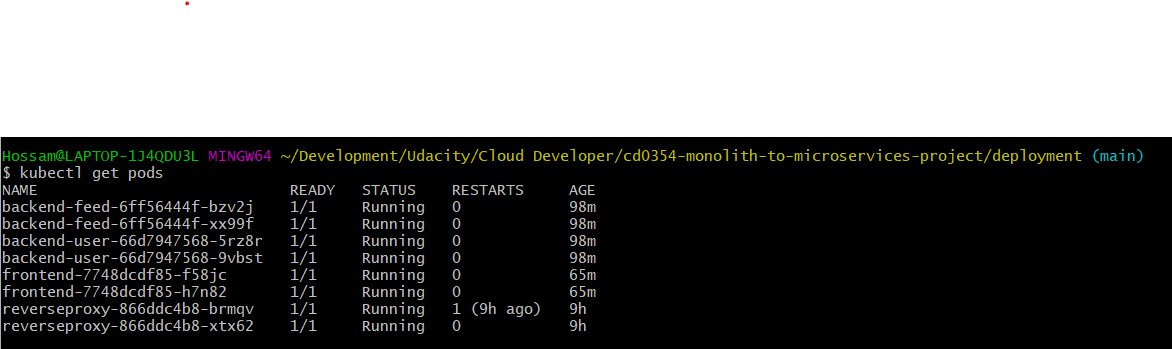 Hossam@LAPTOP-1J4QDU3L MINGW64 ~/Development/Udacity/Cloud Developer/cd0354-monolith-to-microservices-project/deployment (main)
$ kubectl get pods
NAME READY STATUS RESTARTS AGE
backend-feed-6ff56444f-bzv2j 1/1 Running 0 98m
backend-feed-6ff56444f-xx99f 1/1 Running 0 98m
backend-user-66d7947568-5rz8r 1/1 Running 0 98m
backend-user-66d7947568-9vbst 1/1 Running 0 98m
frontend-7748dcdf85-f58jc 1/1 Running 0 65m
frontend-7748dcdf85-h7n82 1/1 Running 0 65m
reverseproxy-866ddc4b8-brmqv 1/1 Running 1 (9h ago) 9h
reverseproxy-866ddc4b8-xtx62 1/1 Running 0 9h